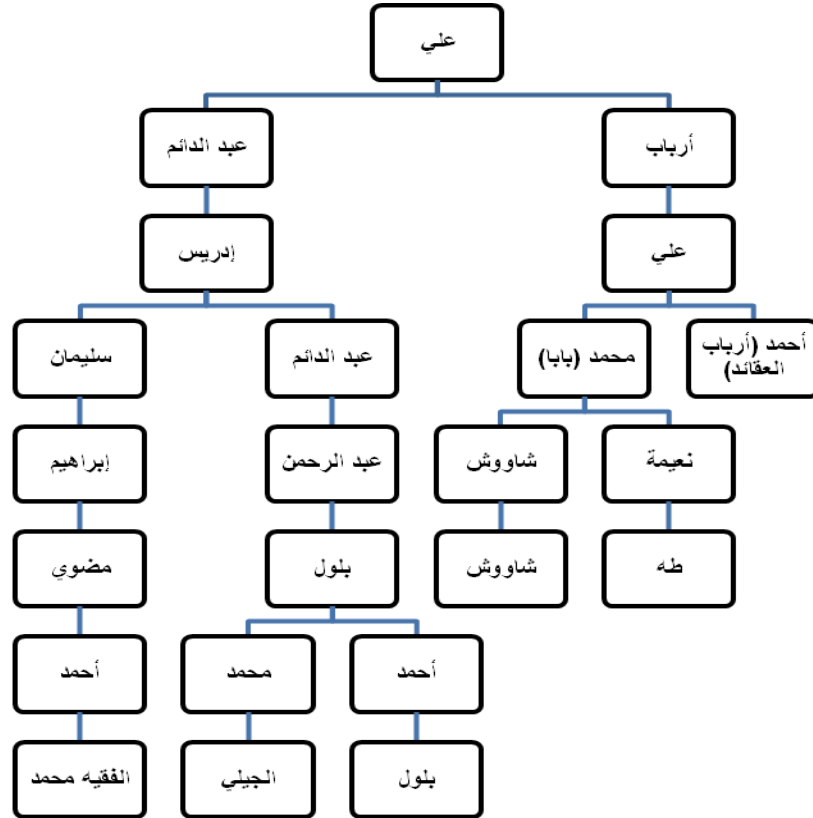 علي
أرباب
عبد الدائم
علي
إدريس
أحمد (أرباب
العقائد)
محمد (بابا)
عبد الدائم
سليمان
نعيمة
شاووش
عبد الرحمن
إبراهيم
طه
شاووش
بلول
مضوي
أحمد
محمد
أحمد
بلول
الجيلي
الفقيه محمد